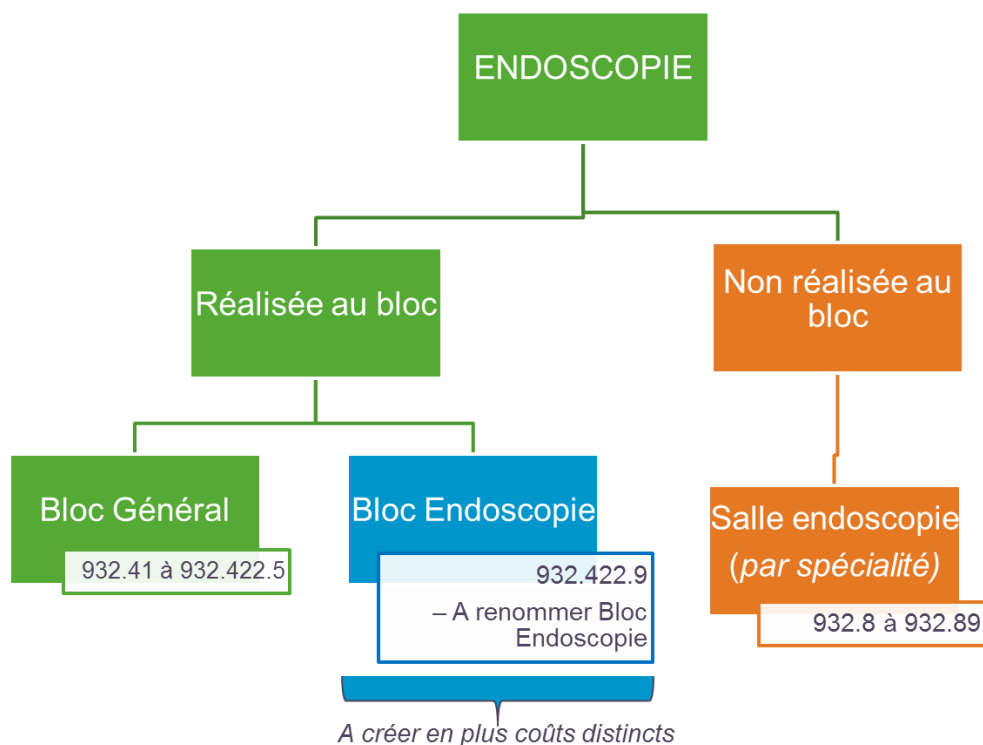 ENDOSCOPIE
Réalisée au bloc
Non réalisée au
bloc
Bloc Général
932.41 à 932.422.5
Bloc Endoscopie
932.422.9
– A renommer Bloc
Endoscopie
Salle endoscopie
(par spécialité)
932.8 à 932.89
A créer en plus coûts distincts